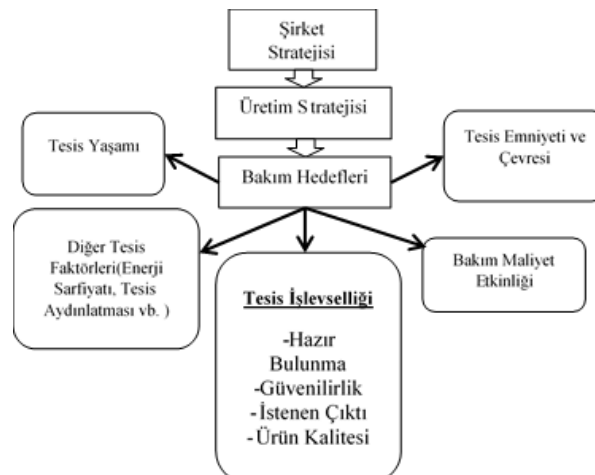 Şirket
Stratejisi
Üretim Stratejisi
Tesis Yaşamı
Tesis Emniyeti ve
Çevresi
Bakım Hedefleri
Diğer Tesis
Faktörleri(Enerji
Sarfiyatı, Tesis
Aydınlatması vb. )
Bakım Maliyet
Etkinliği
Tesis İşlevselliği
-Hazır
Bulunma
-Güvenilirlik
-İstenen Çıktı
-Ürün Kalitesi